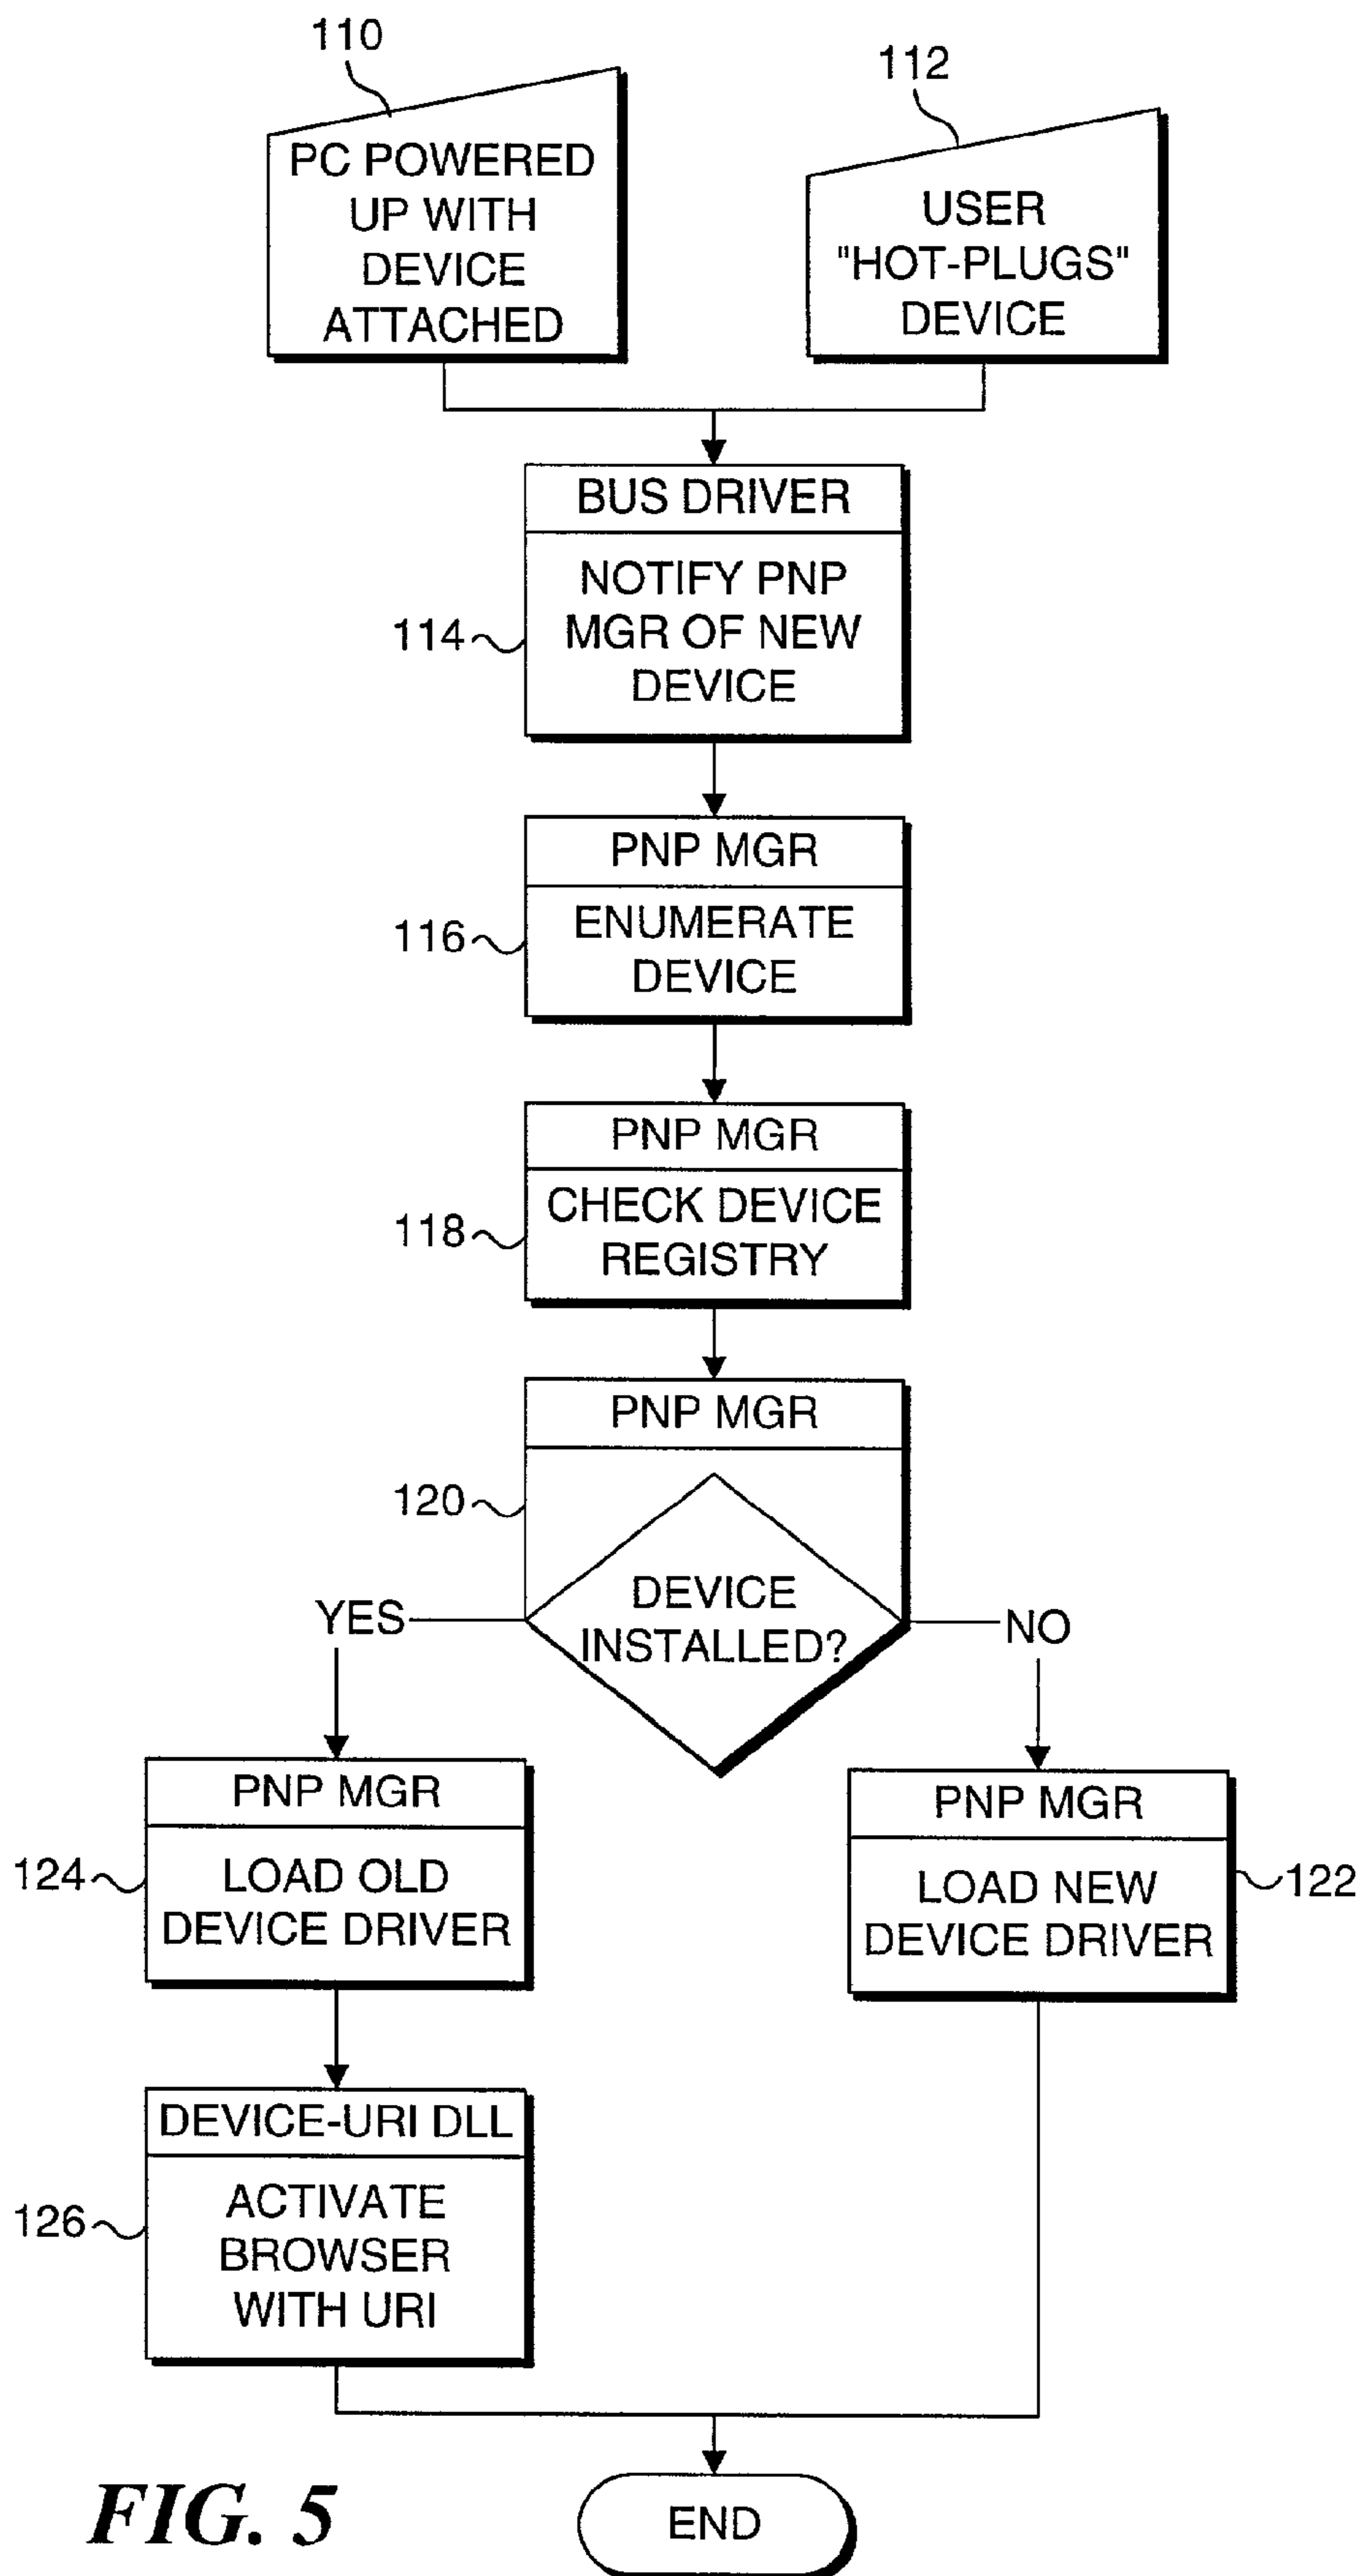 110
112
PC POWERED
UP WITH
DEVICE
ATTACHED
USER
"HOT-PLUGS"
DEVICE
BUS DRIVER
NOTIFY PNP
MGR OF NEW
DEVICE
114
PNP MGR
ENUMERATE
DEVICE
116
PNP MGR
CHECK DEVICE
REGISTRY
118
PNP MGR
120
DEVICE
INSTALLED?
YES
NO
PNP MGR
LOAD OLD
DEVICE DRIVER
124
PNP MGR
LOAD NEW
DEVICE DRIVER
122
DEVICE-URI DLL
ACTIVATE
BROWSER
WITH URI
126
END
FIG. 5